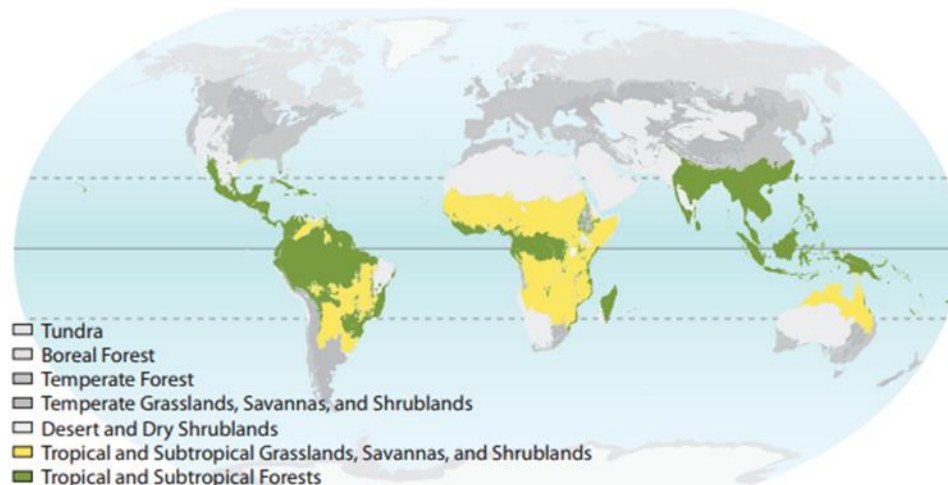 Tundra
Boreal Forest
Temperate Forest
Temperate Grasslands, Savannas, and Shrublands
Desert and Dry Shrublands
Tropical and Subtropical Grasslands, Savannas, and Shrublands
Tropical and Subtropical Forests